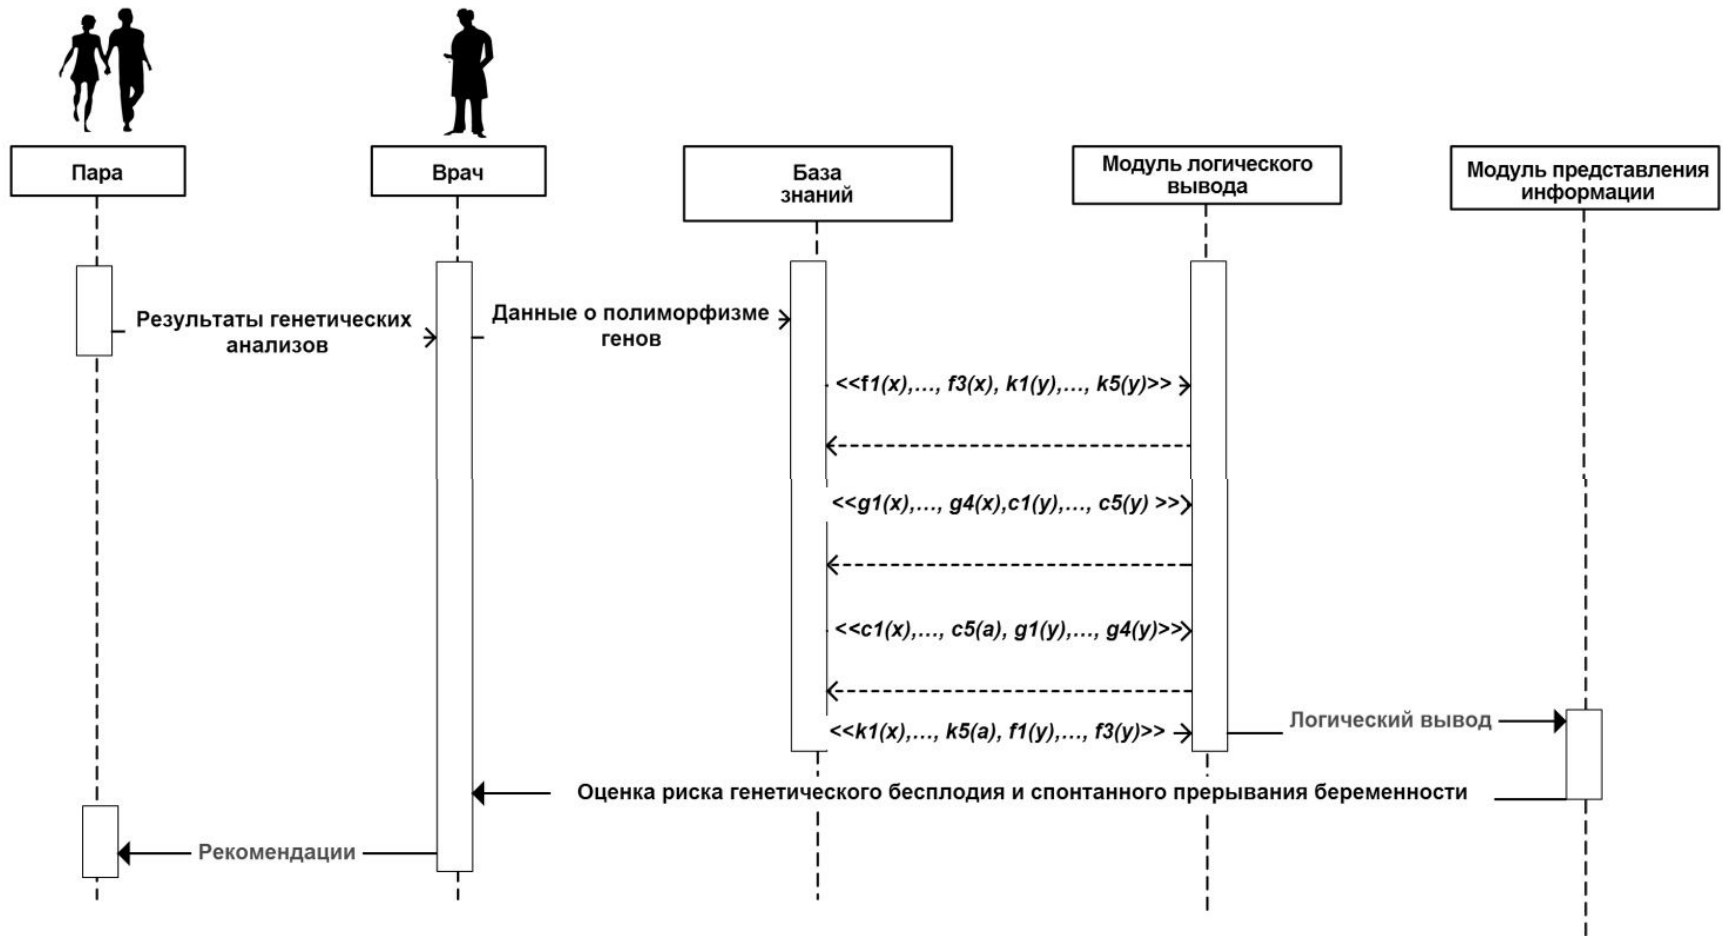 Пара
Врач
База
знаний
Модуль логического
вывода
Модуль представления
информации
Результаты генетических
анализов
Данные о полиморфизме
генов
<<f1(x),..., f3(x), k1(y),..., k5(y)>>
<<g1(x),..., g4(x),c1(y),..., c5(y) >>
<<c1(x),..., c5(a), g1(y),..., g4(y)>>
<<k1(x),..., k5(a), f1(y),..., f3(y)>>
Логический вывод
Оценка риска генетического бесплодия и спонтанного прерывания беременности
Рекомендации